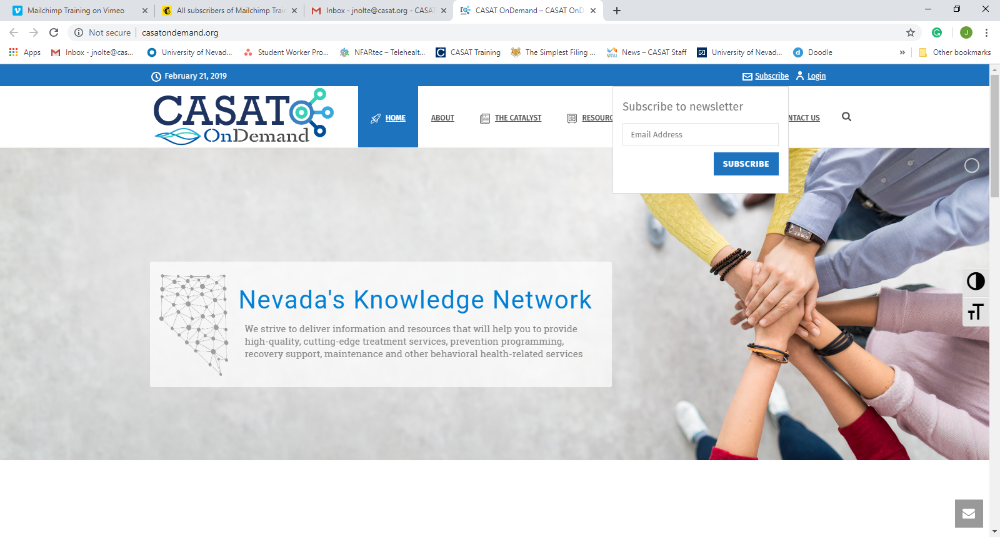 Mailchimp Training on Vimeo
All subscribers of Mailchimp Train
Inbox - jnolte@casat.org - CASAT
CASAT OnDemand – CASAT OnD
Not secure
casatondemand.org
J
Apps
Inbox - jnolte@cas...
University of Nevad...
Student Worker Pro...
NFARtec – Telehealt...
CASAT Training
The Simplest Filing ...
News – CASAT Staff
University of Nevad...
Doodle
»
Other bookmarks
February 21, 2019
Subscribe
Login
CASAT
OnDemand
HOME
ABOUT
THE CATALYST
RESOURC
NTACT US
Subscribe to newsletter
Email Address
SUBSCRIBE
Nevada's Knowledge Network
We strive to deliver information and resources that will help you to provide
high-quality, cutting-edge treatment services, prevention programming,
recovery support, maintenance and other behavioral health-related services